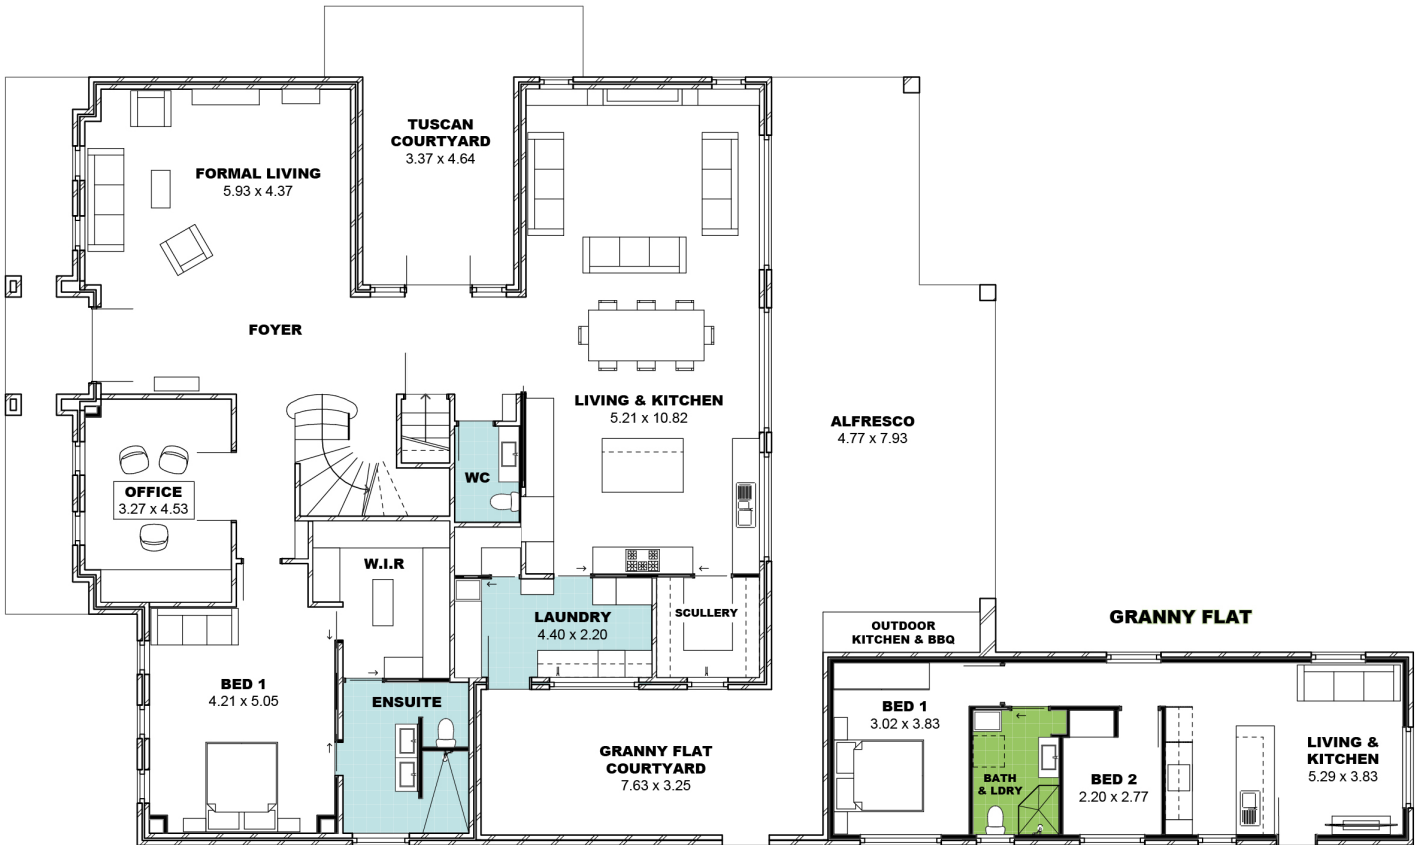 TUSCAN
COURTYARD
3.37 x 4.64
FORMAL LIVING
5.93 x 4.37
FOYER
LIVING & KITCHEN
5.21 x 10.82
ALFRESCO
4.77 x 7.93
WC
OFFICE
3.27 x 4.53
W.I.R
LAUNDRY
4.40 x 2.20
SCULLERY
OUTDOOR
KITCHEN & BBQ
GRANNY FLAT
BED 1
4.21 x 5.05
ENSUITE
GRANNY FLAT
COURTYARD
7.63 x 3.25
BED 1
3.02 x 3.83
BATH
& LDRY
BED 2
2.20 x 2.77
LIVING &
KITCHEN
5.29 x 3.83